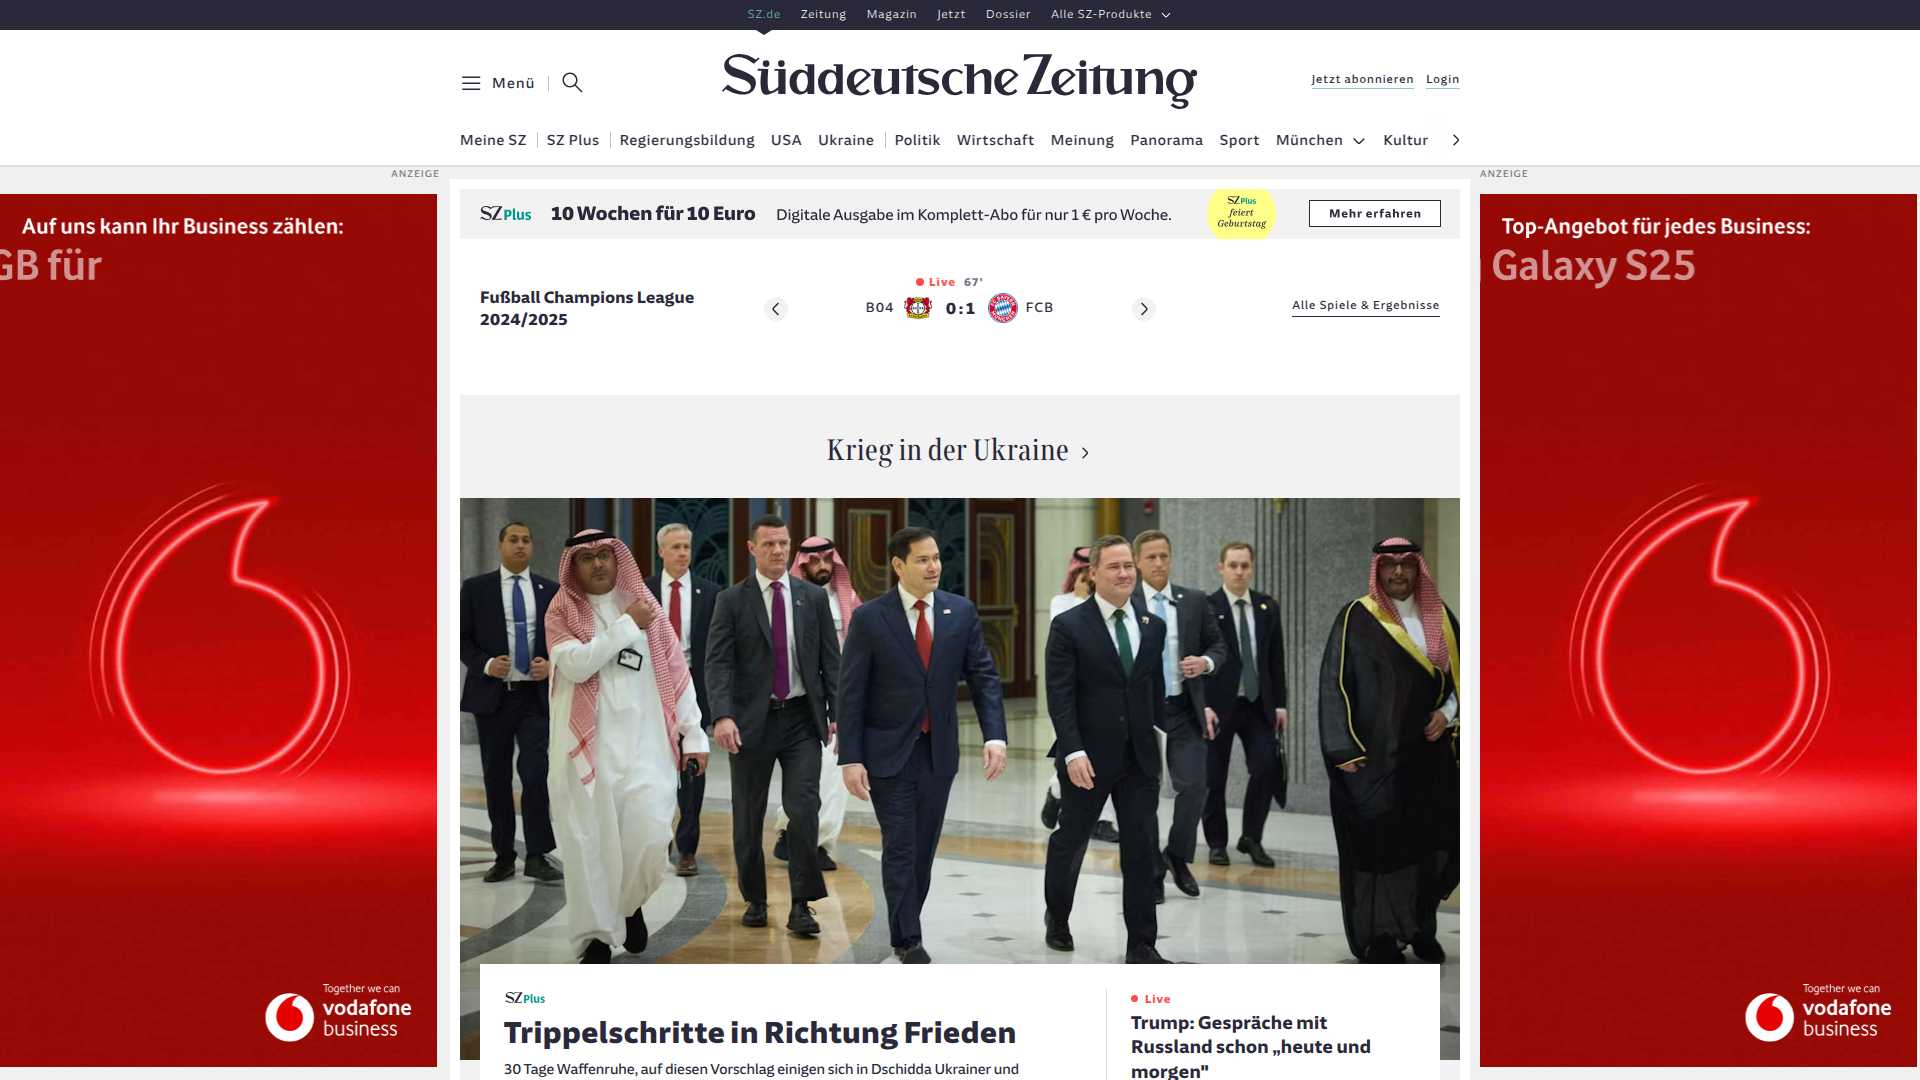 SZ.de Zeitung Magazin Jetzt Dossier Alle SZ-Produkte
Menü
Süddeutsche Zeitung
Jetzt abonnieren Login
Meine SZ SZ Plus Regierungsbildung USA Ukraine Politik Wirtschaft Meinung Panorama Sport München Kultur
ANZEIGE
Auf uns kann Ihr Business zählen:
GB für
Together we can
vodafone
business
SZ Plus 10 Wochen für 10 Euro Digitale Ausgabe im Komplett-Abo für nur 1 € pro Woche.
SZ Plus
feiert
Geburtstag
Mehr erfahren
Fußball Champions League
2024/2025
Live 67'
B04 0:1 FCB
Alle Spiele & Ergebnisse
Krieg in der Ukraine
SZ Plus
Trippelschritte in Richtung Frieden
30 Tage Waffenruhe, auf diesen Vorschlag einigen sich in Dschidda Ukrainer und
Live
Trump: Gespräche mit
Russland schon „heute und
morgen"
ANZEIGE
Top-Angebot für jedes Business:
Galaxy S25
Together we can
vodafone
business